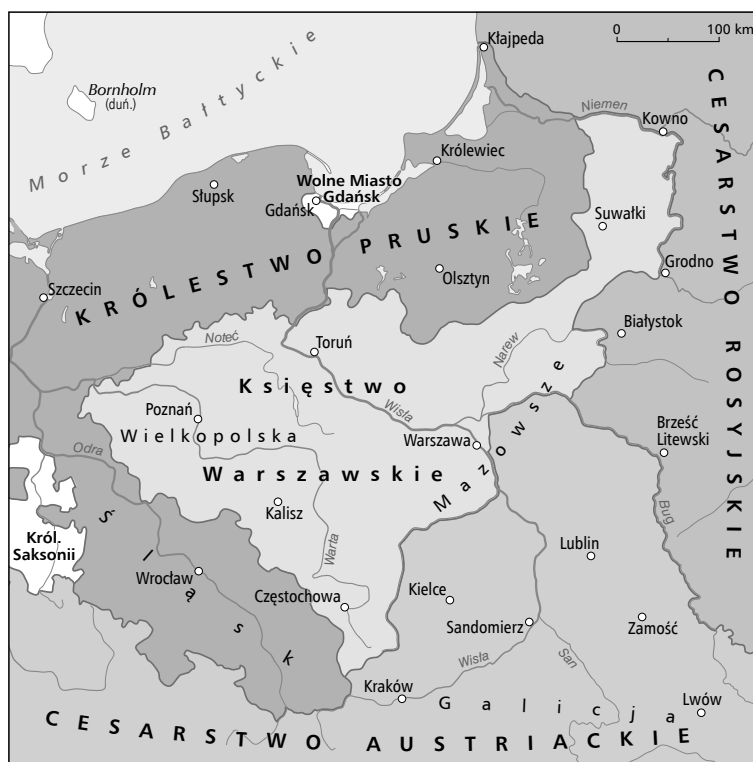 Kłajpeda
0
100 km
Bornholm
(duń.)
Morze Bałtyckie
Niemen
Kowno
CESARSTWO ROSYJSKIE
Królewiec
Wolne Miasto
Gdańsk
Gdańsk
Słupsk
Suwałki
KRÓLESTWO PRUSKIE
Grodno
Szczecin
Olsztyn
Białystok
Toruń
Noteć
Narew
Księstwo
Wisła
Poznań
Wielkopolska
Warszawa
Mazowsze
Brześć
Litewski
Odra
Warszawskie
Kalisz
Bug
Król.
Saksonii
Śląsk
Warta
Lublin
Wrocław
Częstochowa
Kielce
Sandomierz
Zamość
Wisła
San
Kraków
Galicja
Lwów
CESARSTWO AUSTRIACKIE